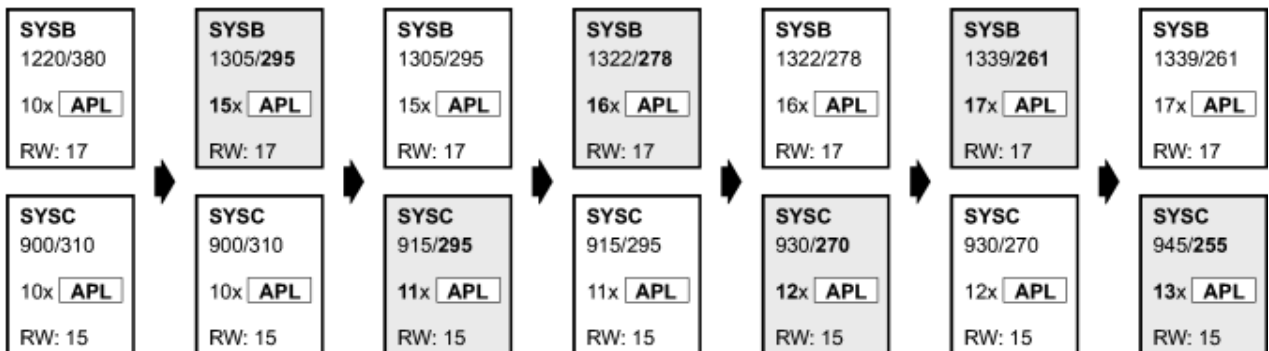 SYSB
1220/380
10x APL
RW: 17
SYSB
1305/295
15x APL
RW: 17
SYSB
1305/295
15x APL
RW: 17
SYSB
1322/278
16x APL
RW: 17
SYSB
1322/278
16x APL
RW: 17
SYSB
1339/261
17x APL
RW: 17
SYSB
1339/261
17x APL
RW: 17
SYSC
900/310
10x APL
RW: 15
SYSC
900/310
10x APL
RW: 15
SYSC
915/295
11x APL
RW: 15
SYSC
915/295
11x APL
RW: 15
SYSC
930/270
12x APL
RW: 15
SYSC
930/270
12x APL
RW: 15
SYSC
945/255
13x APL
RW: 15